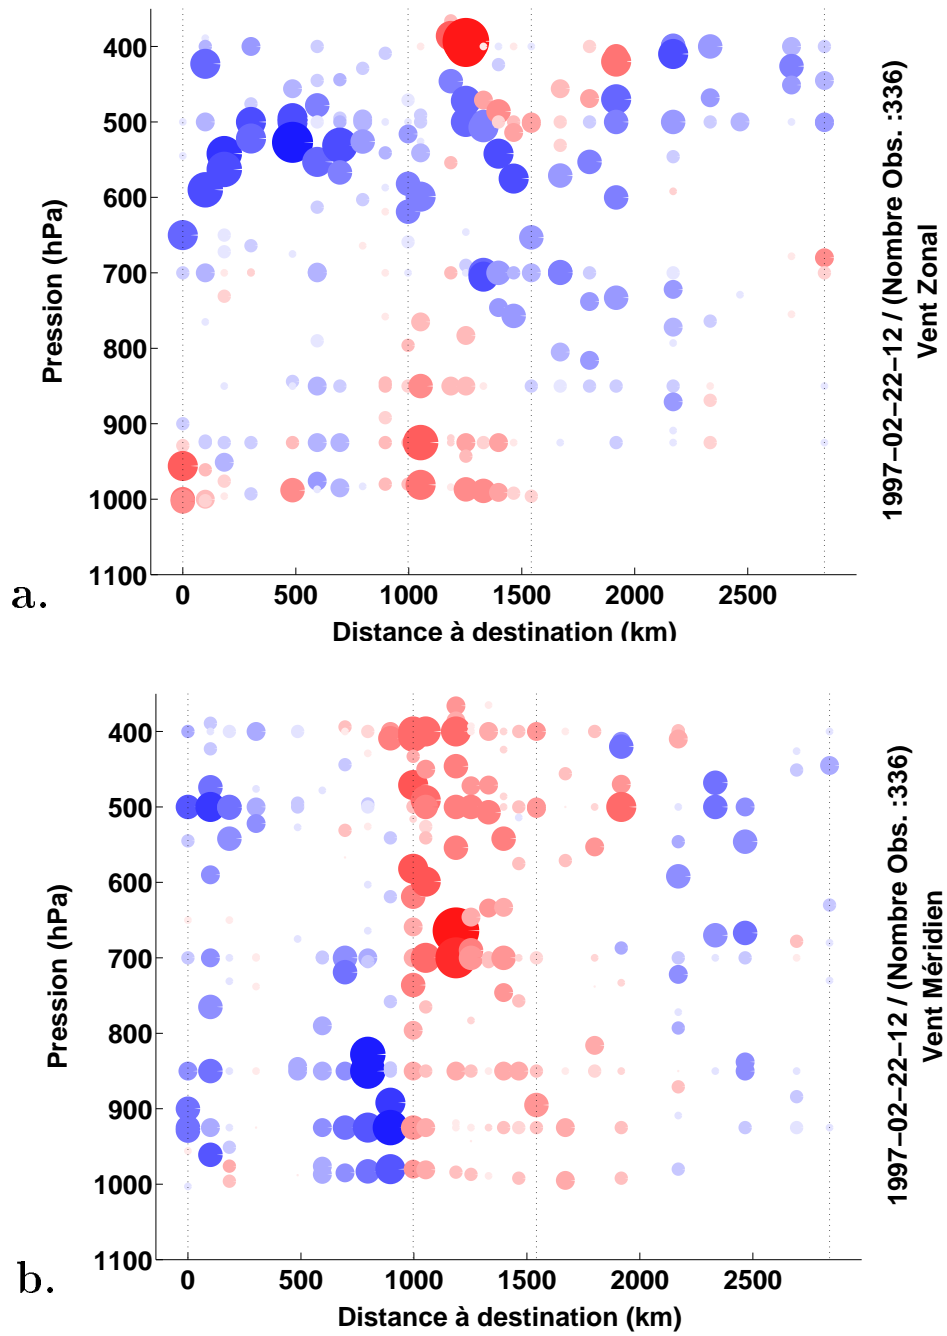 400
500
600
700
800
900
1000
1100
Pression (hPa)
0 500 1000 1500 2000 2500
Distance à destination (km)
1997−02−22−12 / (Nombre Obs. :336)
Vent Zonal
a.
400
500
600
700
800
900
1000
1100
Pression (hPa)
0 500 1000 1500 2000 2500
Distance à destination (km)
1997−02−22−12 / (Nombre Obs. :336)
Vent Méridien
b.